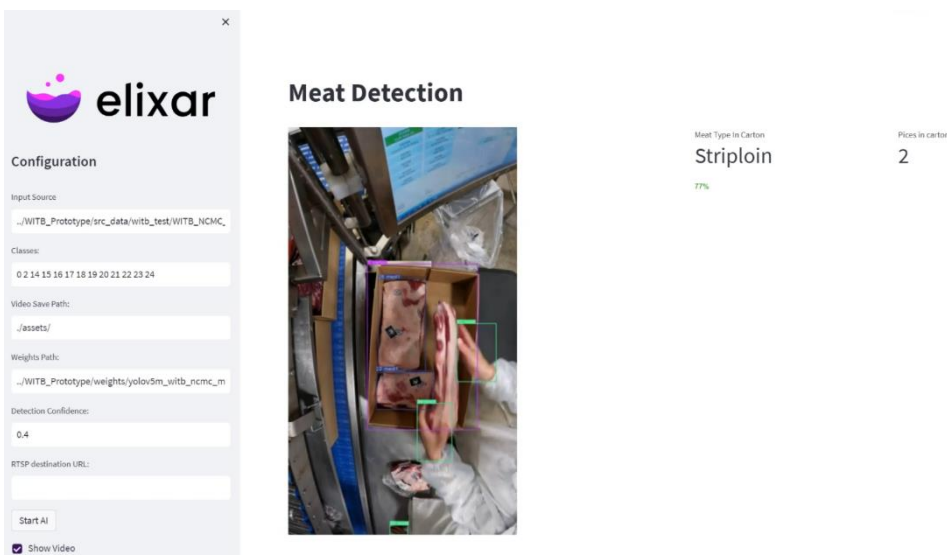 ×
elixar
Configuration
Input Source
../WITB_Prototype/src_data/witb_test/WITB_NCMC_
Classes:
0 2 14 15 16 17 18 19 20 21 22 23 24
Video Save Path:
./assets/
Weights Path:
../WITB_Prototype/weights/yolov5m_witb_ncmc_m
Detection Confidence:
0.4
RTSP destination URL:
Start AI
Show Video
Meat Detection
Meat Type In Carton
Striploin
77%
Pices in carton
2